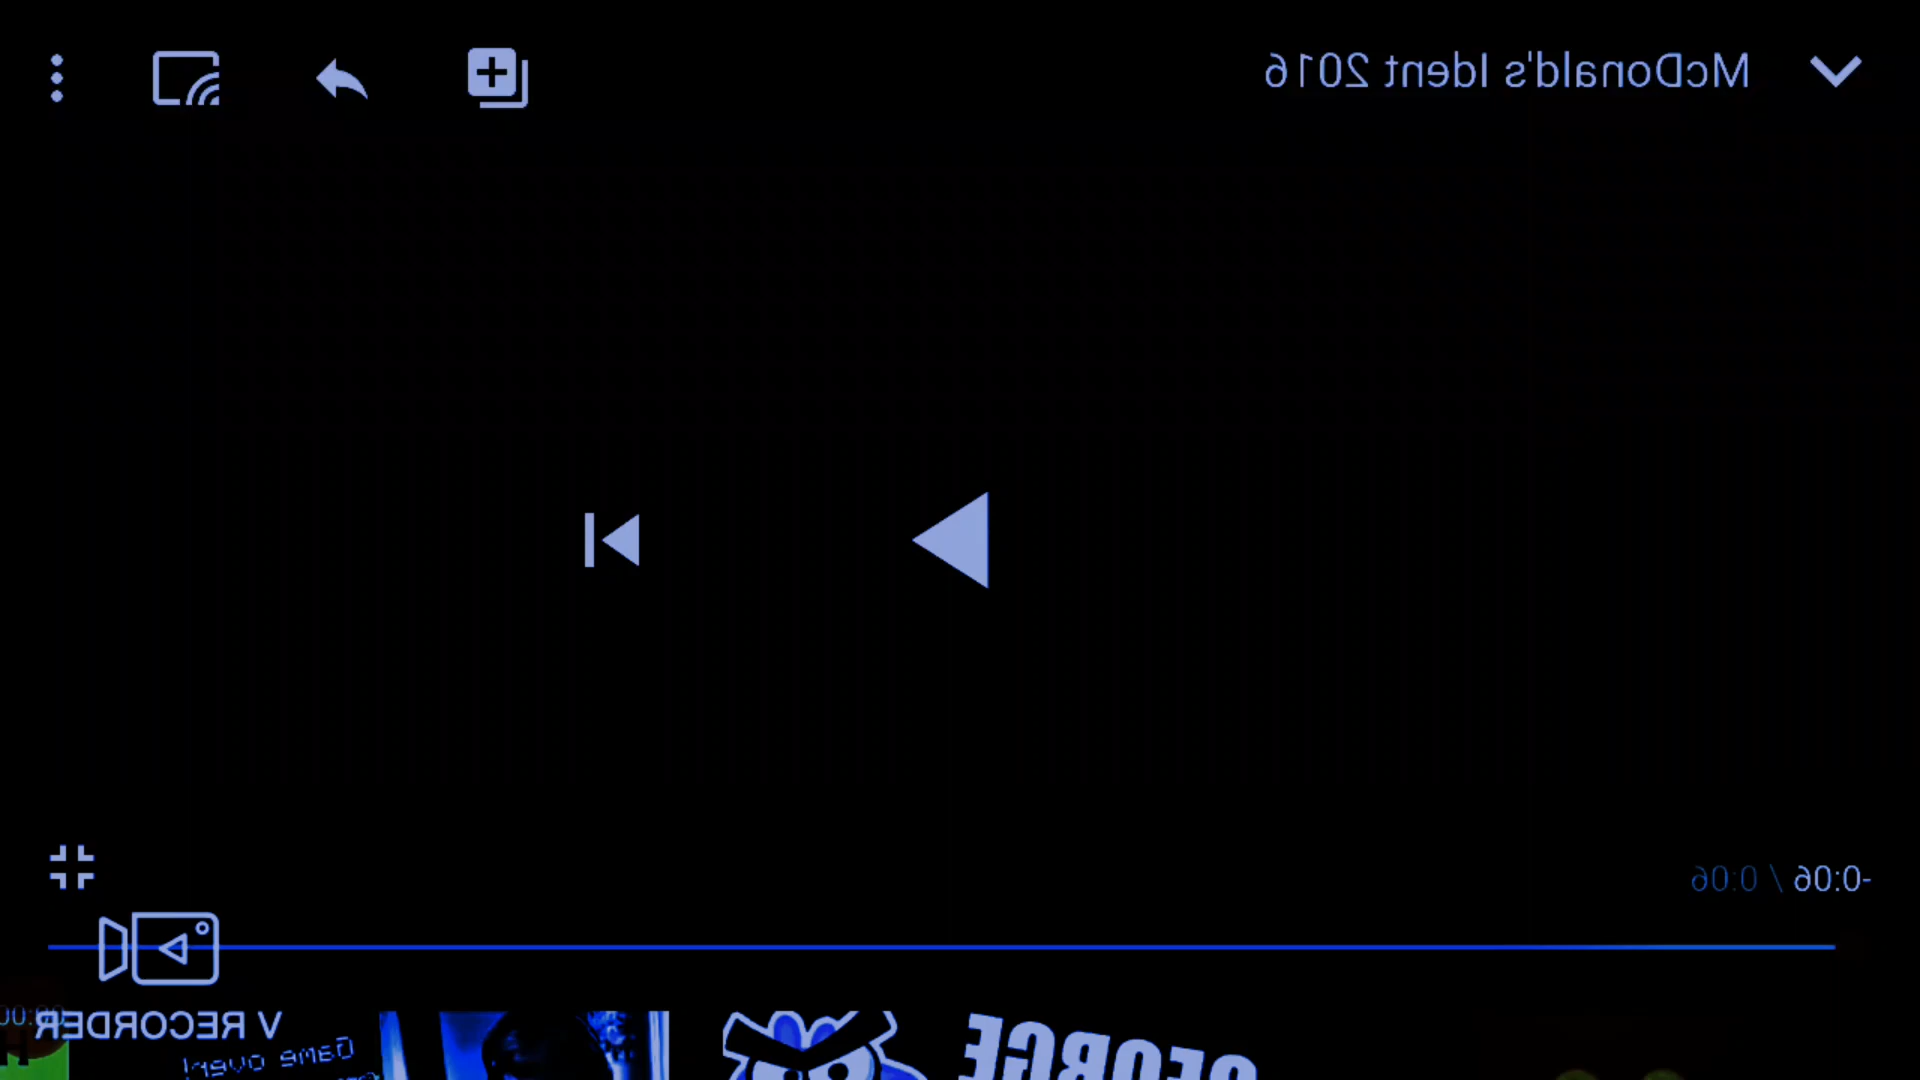 McDonald's Ident 2016
-0:06 / 0:06
V RECORDER
Game over!
GEORGE